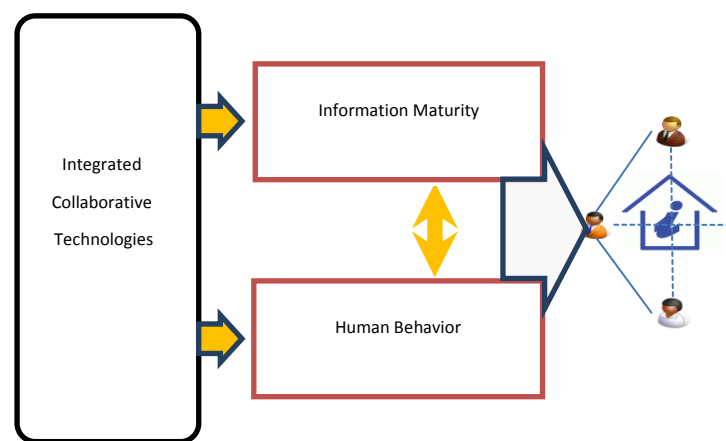 Integrated
Collaborative
Technologies
Information Maturity
Human Behavior